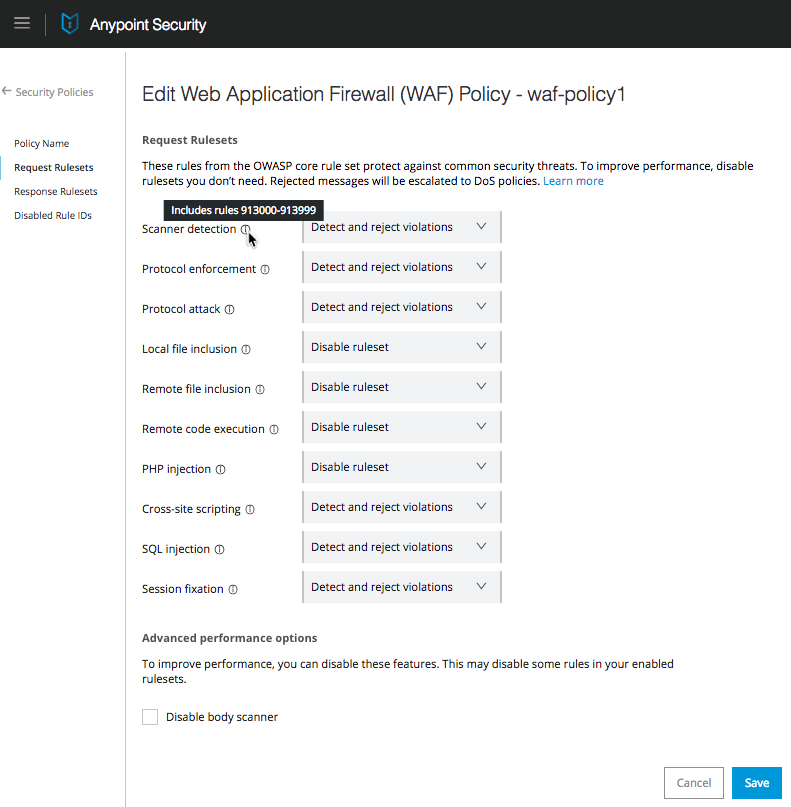 Anypoint Security
Security Policies
Edit Web Application Firewall (WAF) Policy - waf-policy1
Policy Name
Request Rulesets
Response Rulesets
Disabled Rule IDs
Request Rulesets
These rules from the OWASP core rule set protect against common security threats. To improve performance, disable
rulesets you don't need. Rejected messages will be escalated to DoS policies. Learn more
Includes rules 913000-913999
Scanner detection Detect and reject violations
Protocol enforcement Detect and reject violations
Protocol attack Detect and reject violations
Local file inclusion Disable ruleset
Remote file inclusion Disable ruleset
Remote code execution Disable ruleset
PHP injection Disable ruleset
Cross-site scripting Detect and reject violations
SQL injection Detect and reject violations
Session fixation Detect and reject violations
Advanced performance options
To improve performance, you can disable these features. This may disable some rules in your enabled
rulesets.
Disable body scanner
Cancel Save